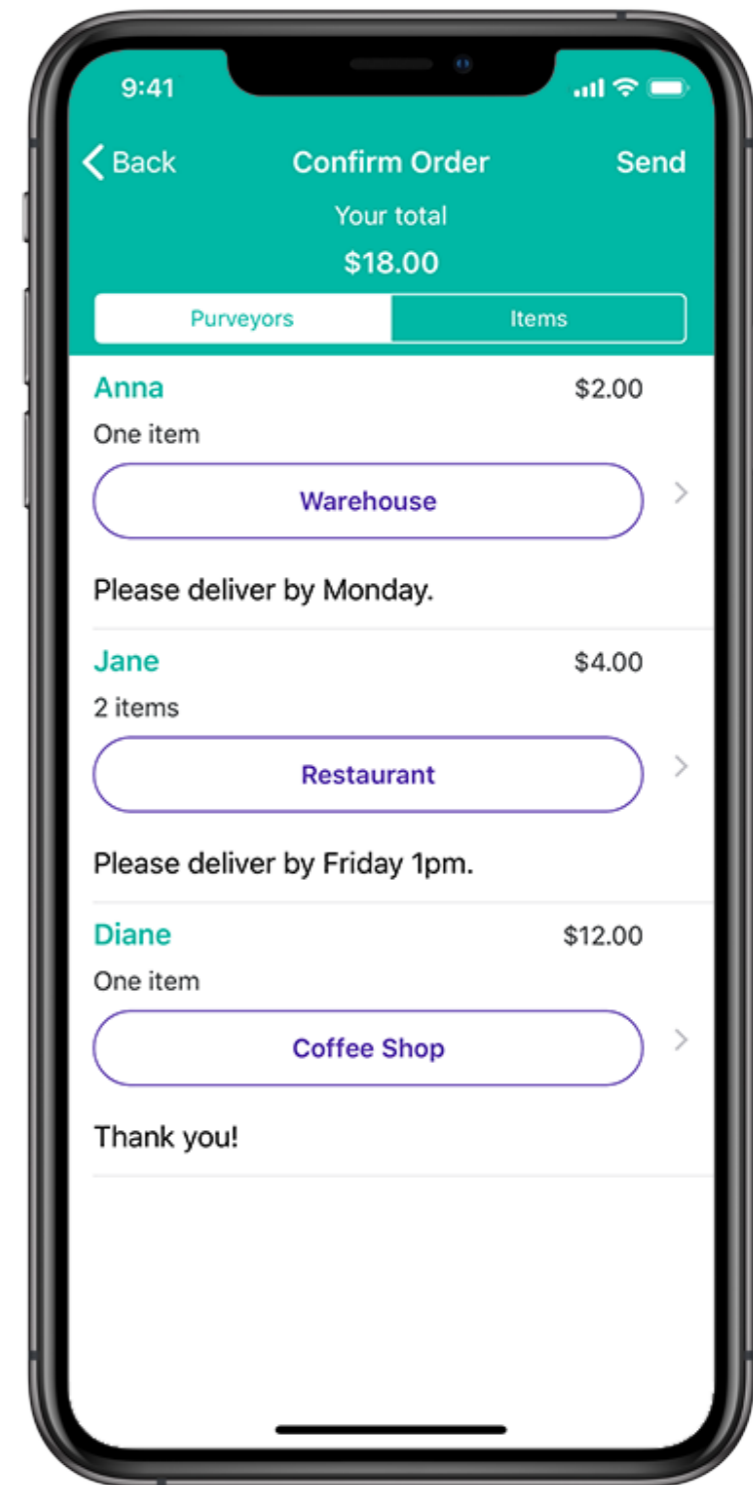 9:41
Back Confirm Order Send
Your total
$18.00
Purveyors Items
Anna $2.00
One item
Warehouse
Please deliver by Monday.
Jane $4.00
2 items
Restaurant
Please deliver by Friday 1pm.
Diane $12.00
One item
Coffee Shop
Thank you!